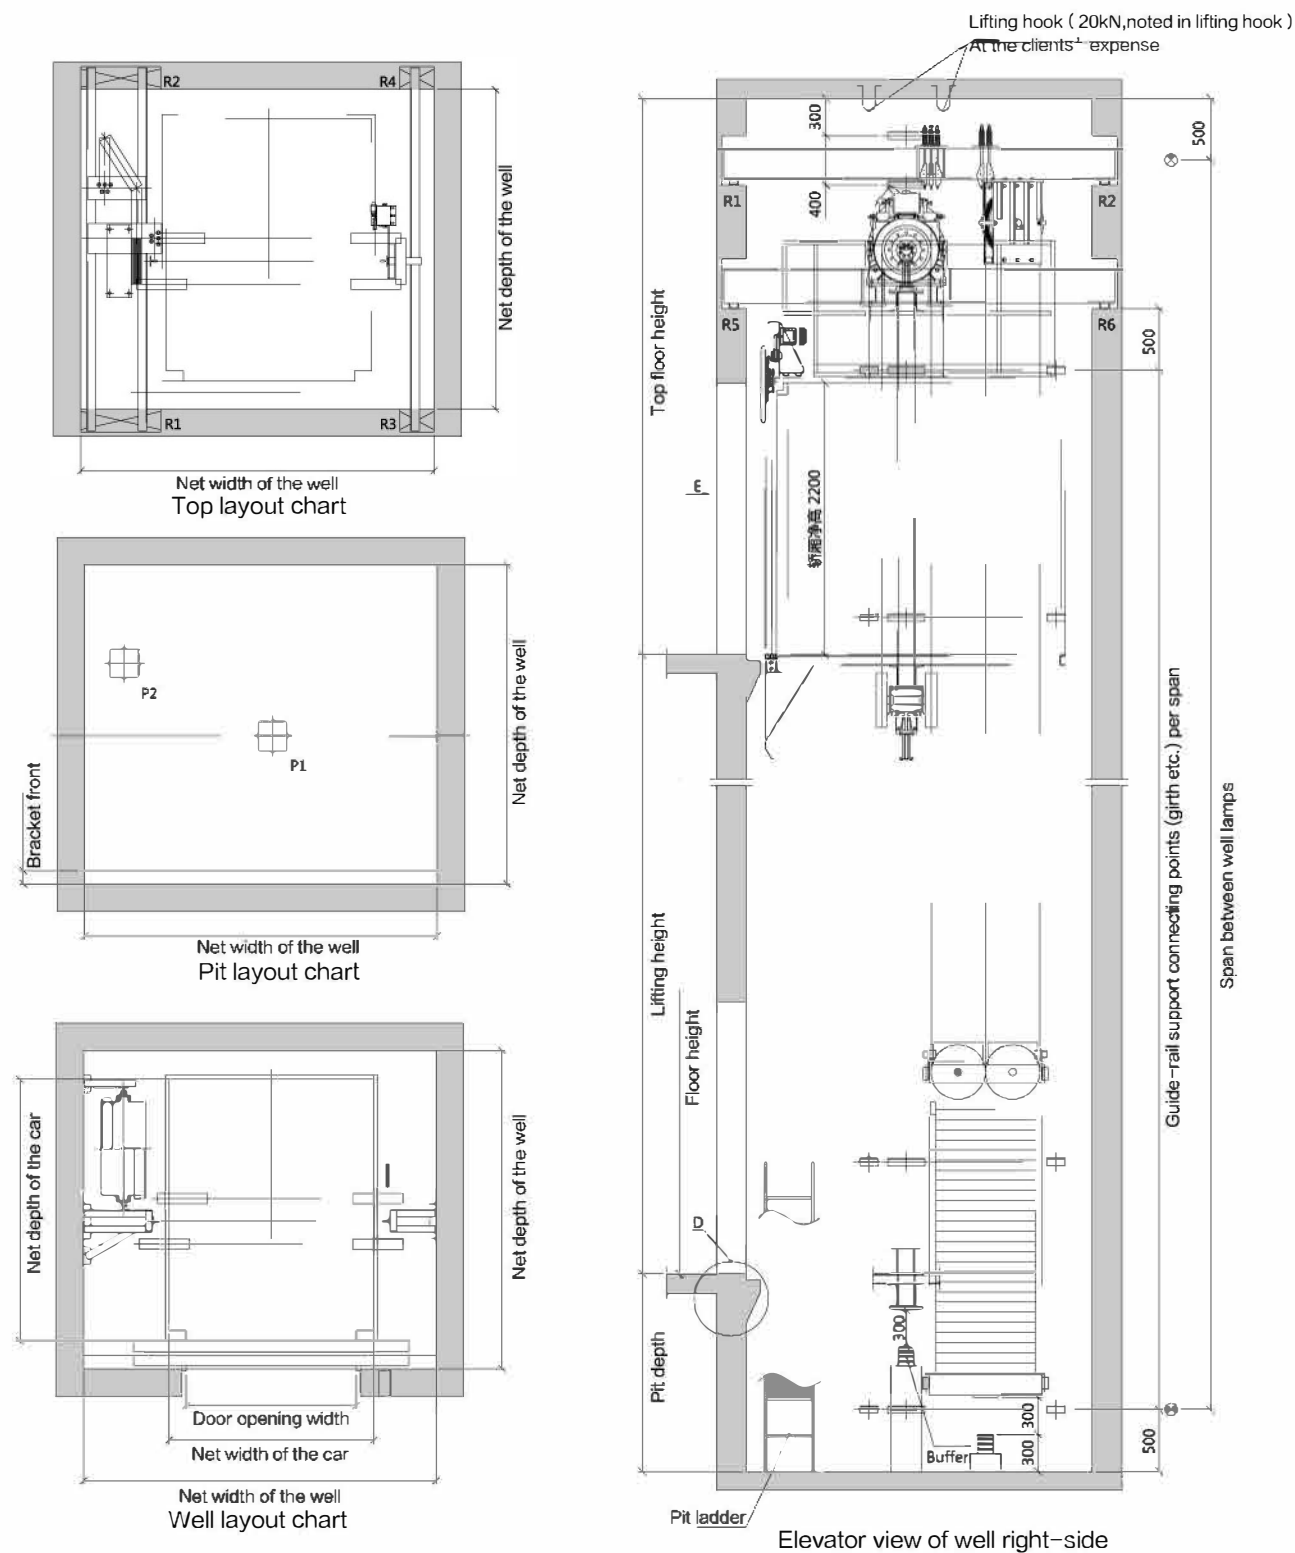 Lifting hook ( 20kN,noted in lifting hook )
At the clients' expense
R2
R4
Net depth of the well
R1
R3
Net width of the well
Top layout chart
P2
P1
Bracket front
Net depth of the well
Net width of the well
Pit layout chart
Net depth of the car
Net depth of the well
Door opening width
Net width of the car
Net width of the well
Well layout chart
300
500
R1
R2
400
Top floor height
R5
R6
500
E
轿厢净高 2200
Guide-rail support connecting points (girth etc.) per span
Span between well lamps
Lifting height
Floor height
ID
300
Pit depth
300
300
500
Buffer
Pit ladder
Elevator view of well right-side